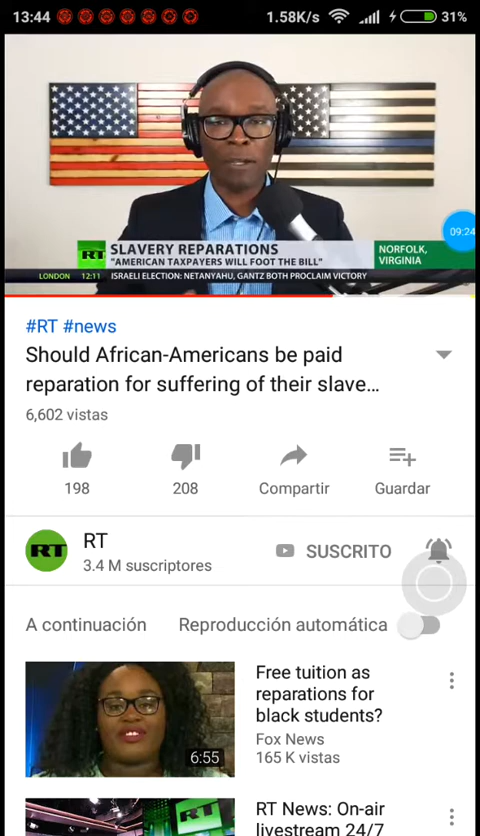 13:44
1.58K/s
31%
09:24
RT
SLAVERY REPARATIONS
"AMERICAN TAXPAYERS WILL FOOT THE BILL"
NORFOLK,
VIRGINIA
LONDON 12:11 ISRAELI ELECTION: NETANYAHU, GANTZ BOTH PROCLAIM VICTORY
#RT #news
Should African-Americans be paid
reparation for suffering of their slave...
6,602 vistas
198
208
Compartir
Guardar
RT
RT
3.4 M suscriptores
SUSCRITO
A continuación
Reproducción automática
6:55
Free tuition as
reparations for
black students?
Fox News
165 K vistas
RT
RT News: On-air
livestream 24/7